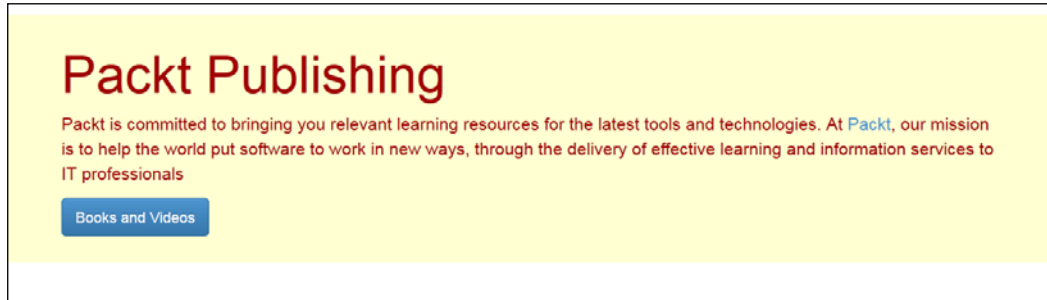 Packt Publishing
Packt is committed to bringing you relevant learning resources for the latest tools and technologies. At Packt, our mission
is to help the world put software to work in new ways, through the delivery of effective learning and information services to
IT professionals
Books and Videos